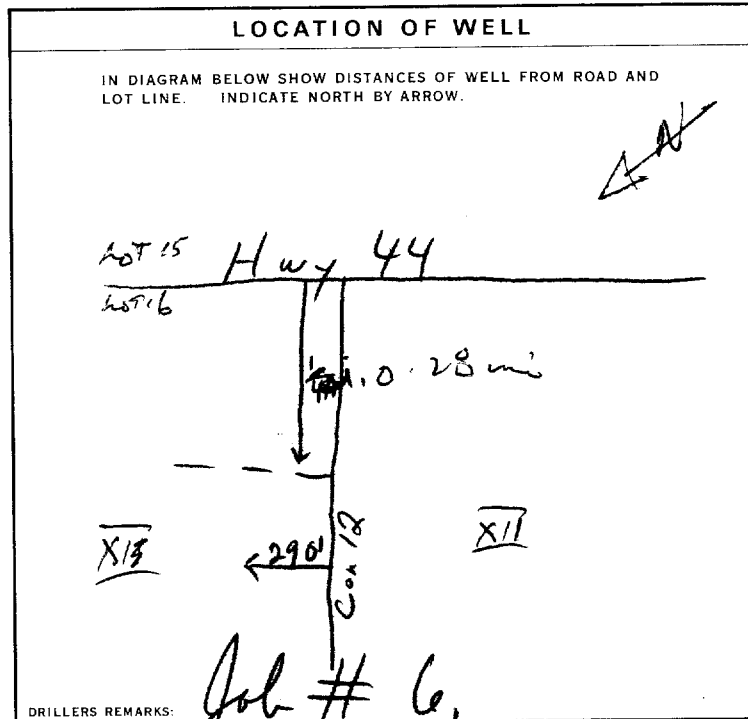 LOCATION OF WELL
IN DIAGRAM BELOW SHOW DISTANCES OF WELL FROM ROAD AND
LOT LINE. INDICATE NORTH BY ARROW.
N
LOT 15 Hwy 44
LOT 16
0.28 mi
XIII XII
290'
Con 12
DRILLERS REMARKS: Job # 6,